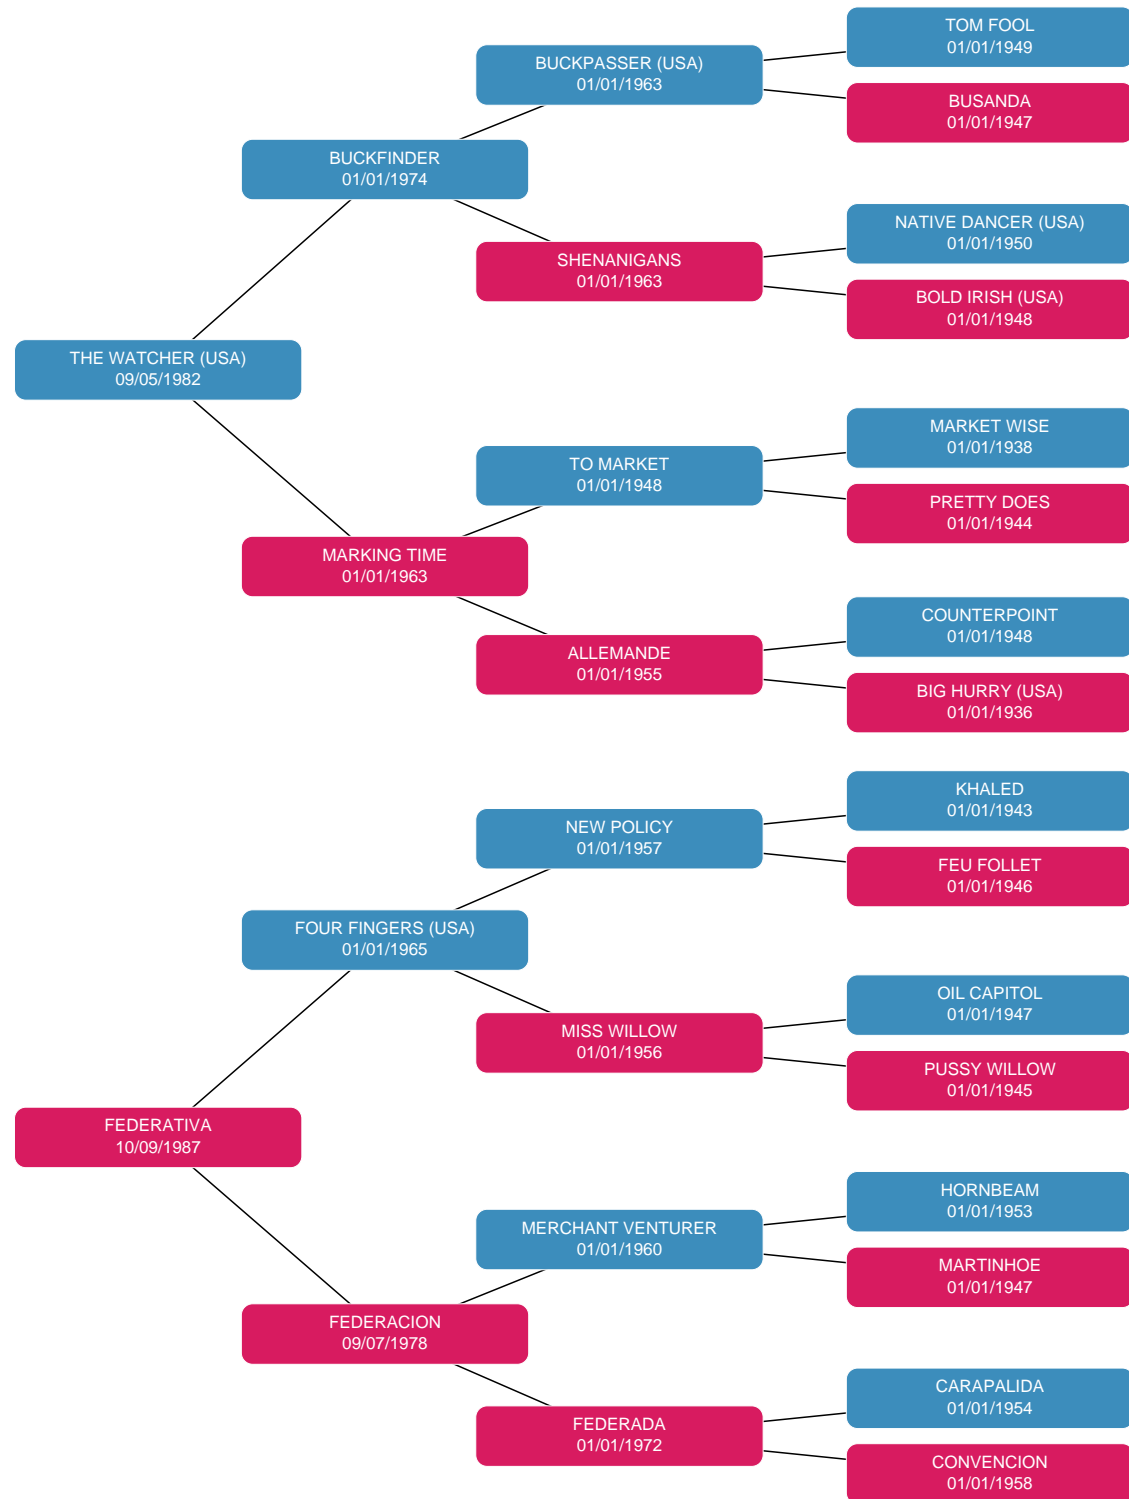 TOM FOOL
01/01/1949
BUCKPASSER (USA)
01/01/1963
BUSANDA
01/01/1947
BUCKFINDER
01/01/1974
NATIVE DANCER (USA)
01/01/1950
SHENANIGANS
01/01/1963
BOLD IRISH (USA)
01/01/1948
THE WATCHER (USA)
09/05/1982
MARKET WISE
01/01/1938
TO MARKET
01/01/1948
PRETTY DOES
01/01/1944
MARKING TIME
01/01/1963
COUNTERPOINT
01/01/1948
ALLEMANDE
01/01/1955
BIG HURRY (USA)
01/01/1936
KHALED
01/01/1943
NEW POLICY
01/01/1957
FEU FOLLET
01/01/1946
FOUR FINGERS (USA)
01/01/1965
OIL CAPITOL
01/01/1947
MISS WILLOW
01/01/1956
PUSSY WILLOW
01/01/1945
FEDERATIVA
10/09/1987
HORNBEAM
01/01/1953
MERCHANT VENTURER
01/01/1960
MARTINHOE
01/01/1947
FEDERACION
09/07/1978
CARAPALIDA
01/01/1954
FEDERADA
01/01/1972
CONVENCION
01/01/1958